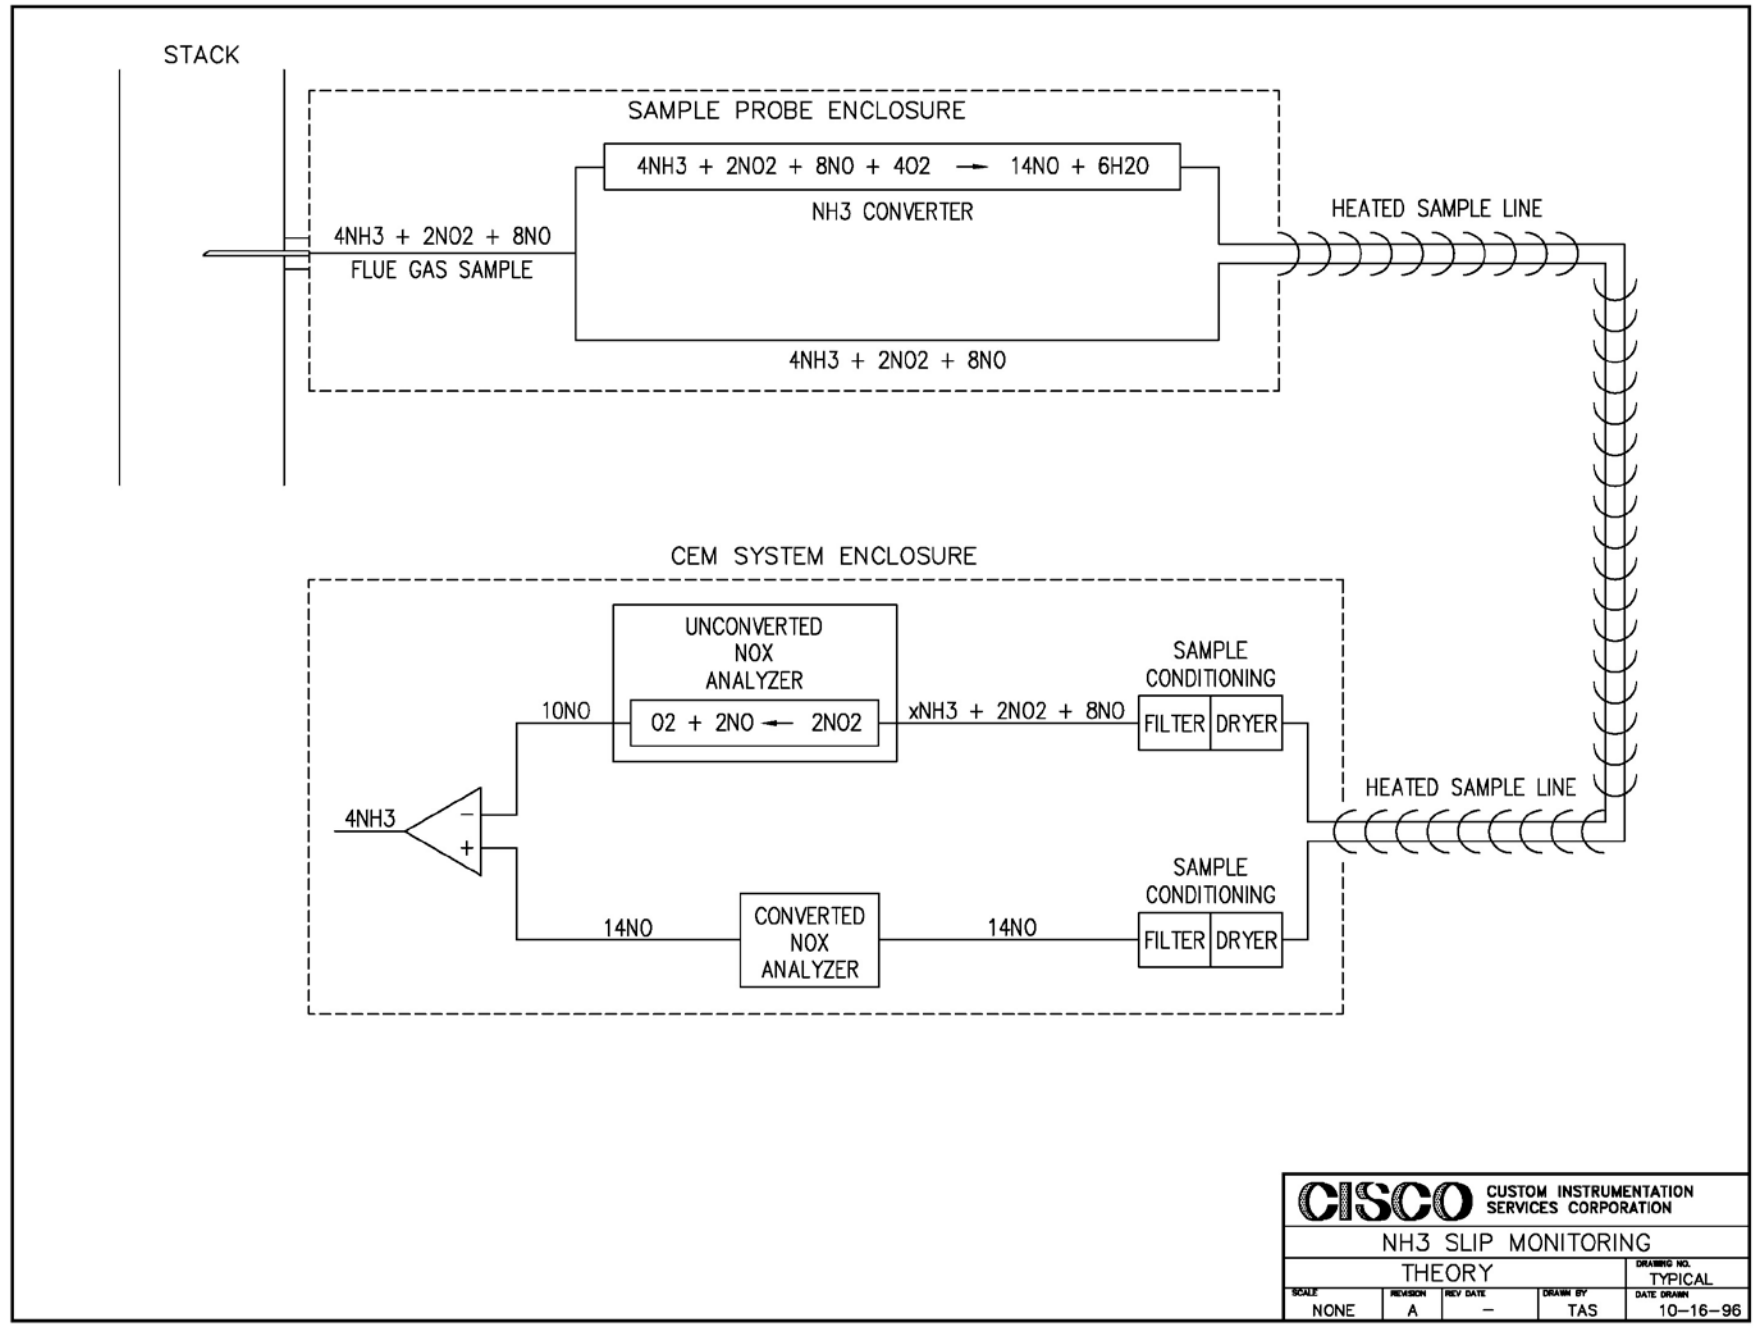 STACK
SAMPLE PROBE ENCLOSURE
4NH3 + 2NO2 + 8NO + 4O2 → 14NO + 6H2O
NH3 CONVERTER
HEATED SAMPLE LINE
4NH3 + 2NO2 + 8NO
FLUE GAS SAMPLE
4NH3 + 2NO2 + 8NO
CEM SYSTEM ENCLOSURE
UNCONVERTED
NOX
ANALYZER
O2 + 2NO ← 2NO2
10NO
xNH3 + 2NO2 + 8NO
SAMPLE
CONDITIONING
FILTER DRYER
HEATED SAMPLE LINE
4NH3
−
+
SAMPLE
CONDITIONING
FILTER DRYER
14NO
CONVERTED
NOX
ANALYZER
14NO
CISCO
CUSTOM INSTRUMENTATION
SERVICES CORPORATION
NH3 SLIP MONITORING
THEORY
DRAWING NO.
TYPICAL
SCALE
NONE
REVISION
A
REV DATE
–
DRAWN BY
TAS
DATE DRAWN
10-16-96